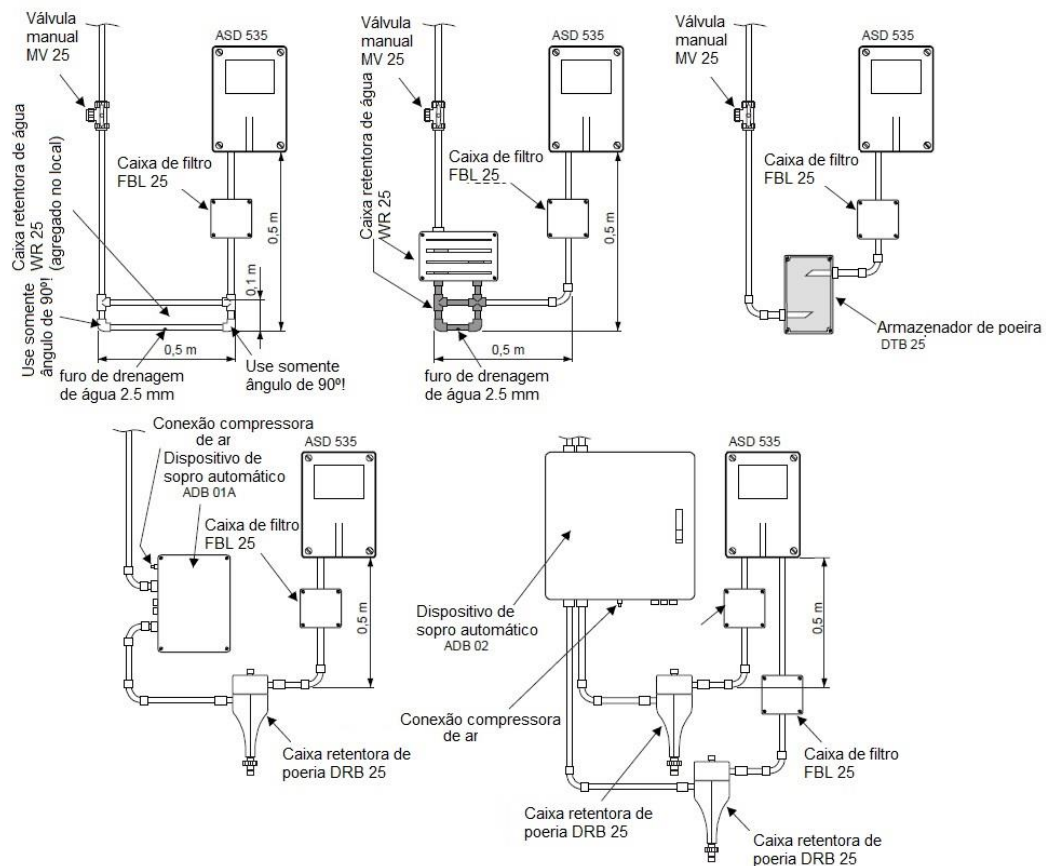 Válvula
manual
MV 25
ASD 535
Caixa retentora de água
WR 25
(agregado no local)
Caixa de filtro
FBL 25
0,5 m
0,1 m
Use somente
ângulo de 90º!
0,5 m
Use somente
ângulo de 90º!
furo de drenagem
de água 2.5 mm
Válvula
manual
MV 25
ASD 535
Caixa retentora de água
WR 25
Caixa de filtro
FBL 25
0,5 m
0,5 m
furo de drenagem
de água 2.5 mm
Válvula
manual
MV 25
ASD 535
Caixa de filtro
FBL 25
Armazenador de poeira
DTB 25
Conexão compressora
de ar
Dispositivo de
sopro automático
ADB 01A
ASD 535
Caixa de filtro
FBL 25
0,5 m
Caixa retentora de
poeria DRB 25
ASD 535
Dispositivo de
sopro automático
ADB 02
0,5 m
Conexão compressora
de ar
Caixa de filtro
FBL 25
Caixa retentora de
poeria DRB 25
Caixa retentora de
poeria DRB 25